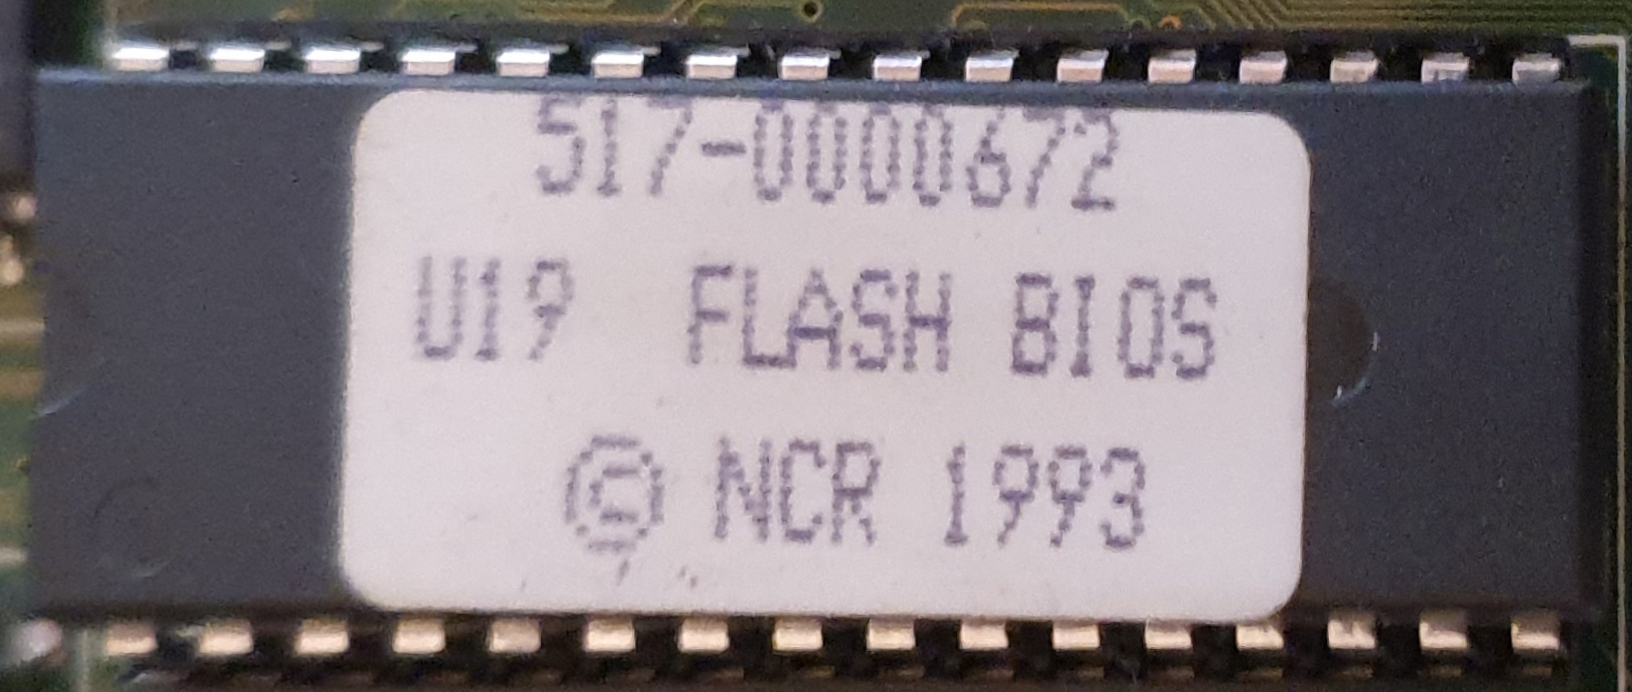 517-0000672
U19 FLASH BIOS
© NCR 1993